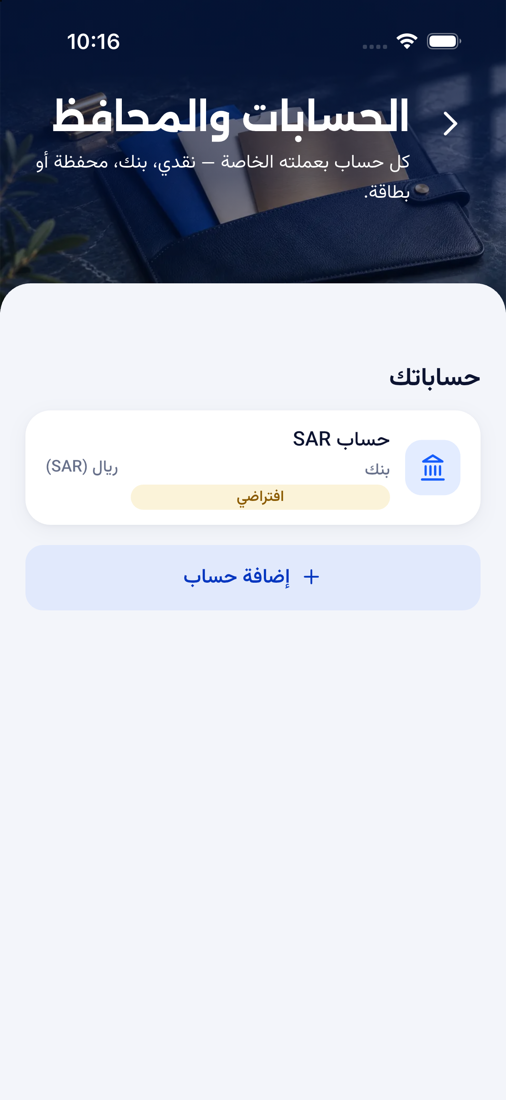 10:16
الحسابات والمحافظ
كل حساب بعملته الخاصة — نقدي، بنك، محفظة أو
بطاقة.
حساباتك
حساب SAR
بنك
ريال (SAR)
افتراضي
+ إضافة حساب